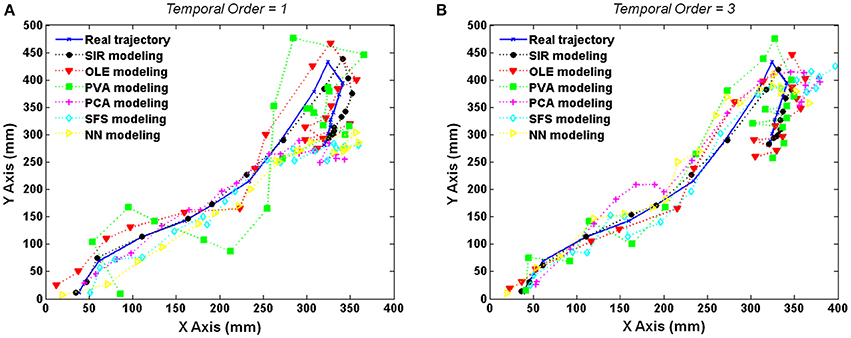 A
Temporal Order = 1
Y Axis (mm)
500
450
400
350
300
250
200
150
100
50
0
Real trajectory
SIR modeling
OLE modeling
PVA modeling
PCA modeling
SFS modeling
NN modeling
0 50 100 150 200 250 300 350 400
X Axis (mm)
B
Temporal Order = 3
Y Axis (mm)
500
450
400
350
300
250
200
150
100
50
0
Real trajectory
SIR modeling
OLE modeling
PVA modeling
PCA modeling
SFS modeling
NN modeling
0 50 100 150 200 250 300 350 400
X Axis (mm)